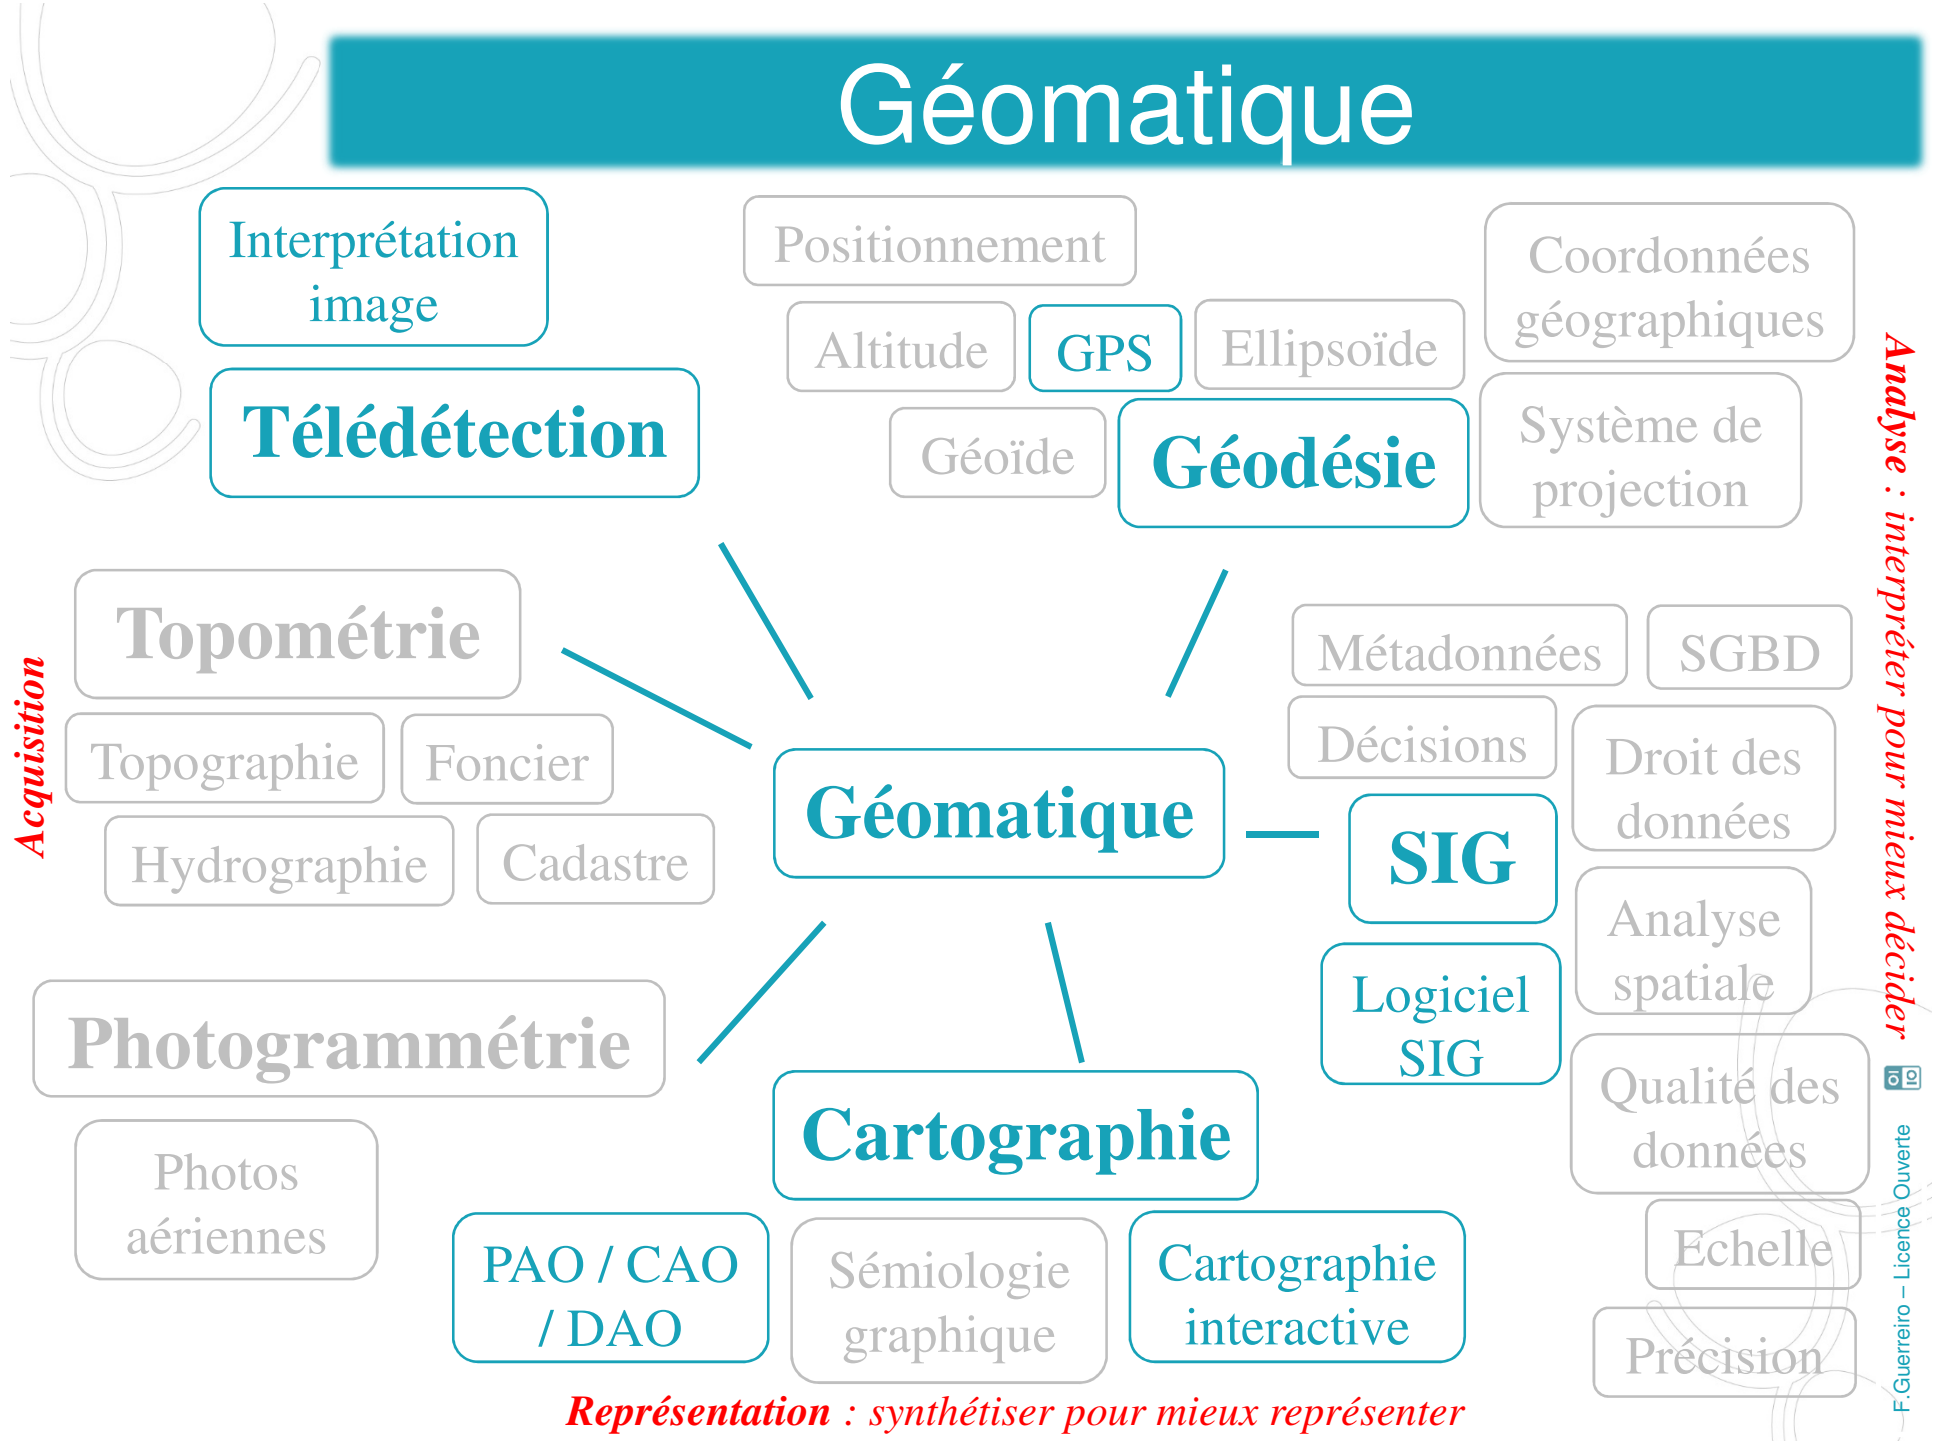 Géomatique
Interprétation
image
Télédétection
Positionnement
Altitude
GPS
Ellipsoïde
Géoïde
Géodésie
Coordonnées
géographiques
Système de
projection
Topométrie
Topographie
Foncier
Hydrographie
Cadastre
Acquisition
Géomatique
Métadonnées
SGBD
Décisions
Droit des
données
SIG
Analyse
spatiale
Logiciel
SIG
Qualité des
données
Echelle
Précision
Analyse : interpréter pour mieux décider
Photogrammétrie
Photos
aériennes
Cartographie
PAO / CAO
/ DAO
Sémiologie
graphique
Cartographie
interactive
Représentation : synthétiser pour mieux représenter
F.Guerreiro – Licence Ouverte